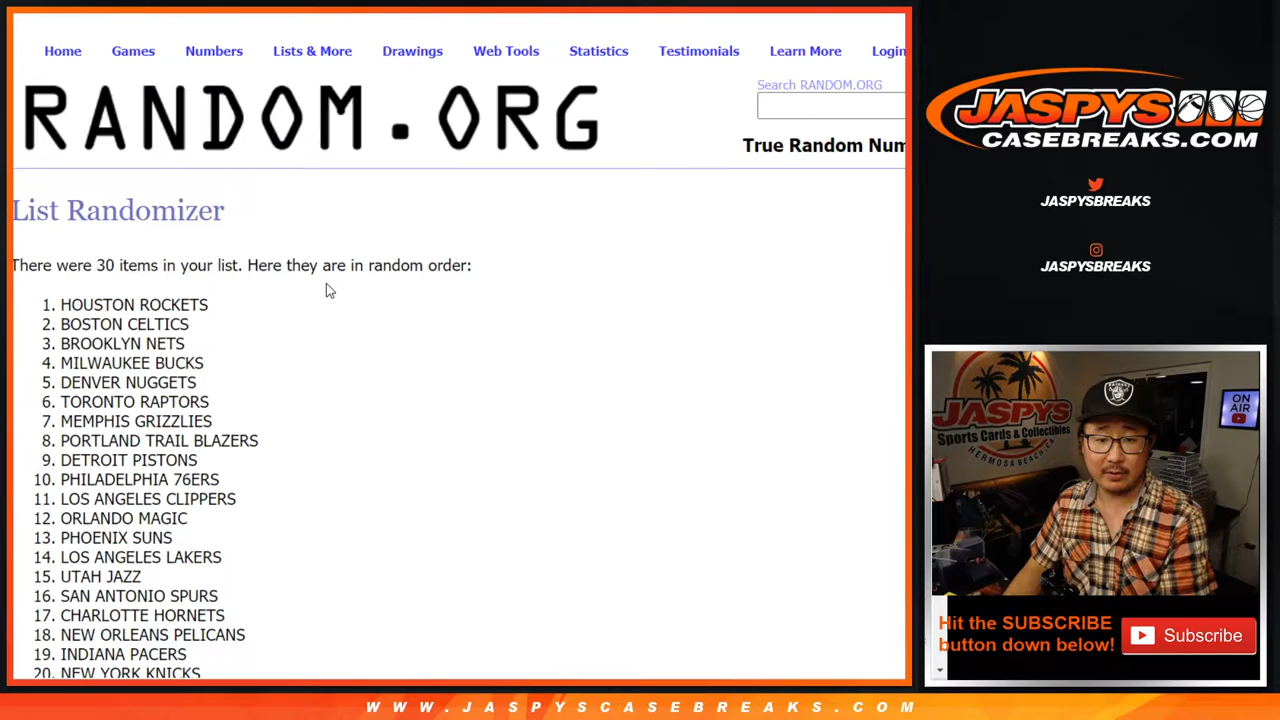 Home Games Numbers Lists & More Drawings Web Tools Statistics Testimonials Learn More Login
RANDOM.ORG
Search RANDOM.ORG
True Random Num
List Randomizer
There were 30 items in your list. Here they are in random order:
1. HOUSTON ROCKETS
2. BOSTON CELTICS
3. BROOKLYN NETS
4. MILWAUKEE BUCKS
5. DENVER NUGGETS
6. TORONTO RAPTORS
7. MEMPHIS GRIZZLIES
8. PORTLAND TRAIL BLAZERS
9. DETROIT PISTONS
10. PHILADELPHIA 76ERS
11. LOS ANGELES CLIPPERS
12. ORLANDO MAGIC
13. PHOENIX SUNS
14. LOS ANGELES LAKERS
15. UTAH JAZZ
16. SAN ANTONIO SPURS
17. CHARLOTTE HORNETS
18. NEW ORLEANS PELICANS
19. INDIANA PACERS
20. NEW YORK KNICKS
JASPYS
CASEBREAKS.COM
JASPYSBREAKS
JASPYSBREAKS
JASPYS
Sports Cards & Collectibles
HERMOSA BEACH, CA
RAIDERS
ON AIR
Hit the SUBSCRIBE
button down below!
Subscribe
WWW.JASPYSCASEBREAKS.COM